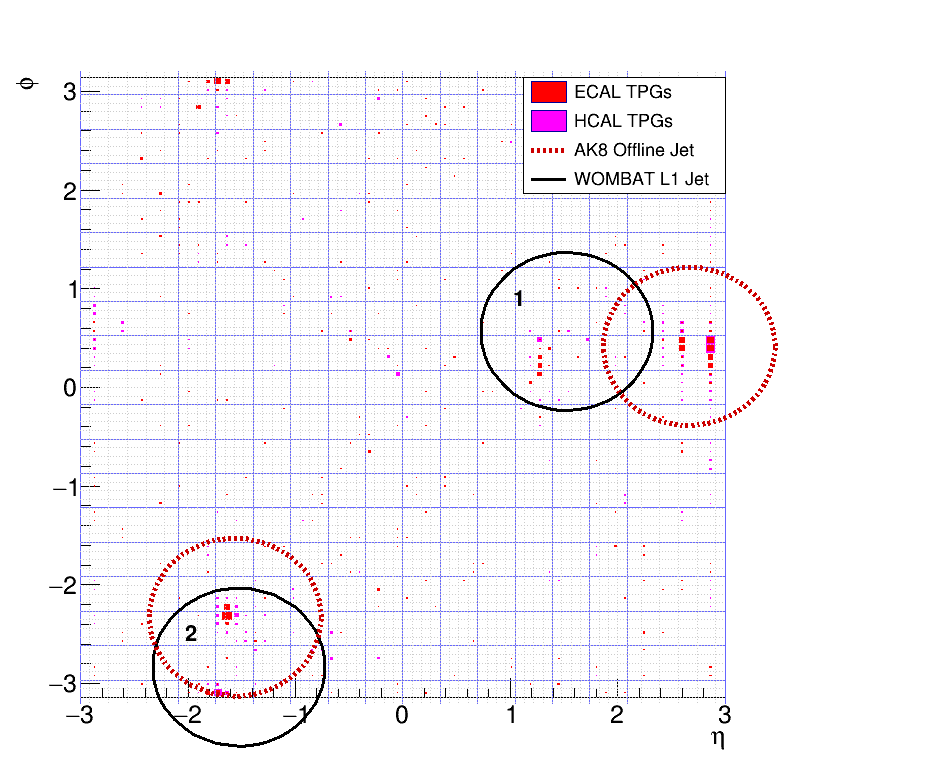 ϕ
3
2
1
0
−1
−2
−3
ECAL TPGs
HCAL TPGs
AK8 Offline Jet
WOMBAT L1 Jet
1
2
−3 −2 −1 0 1 2 3
η